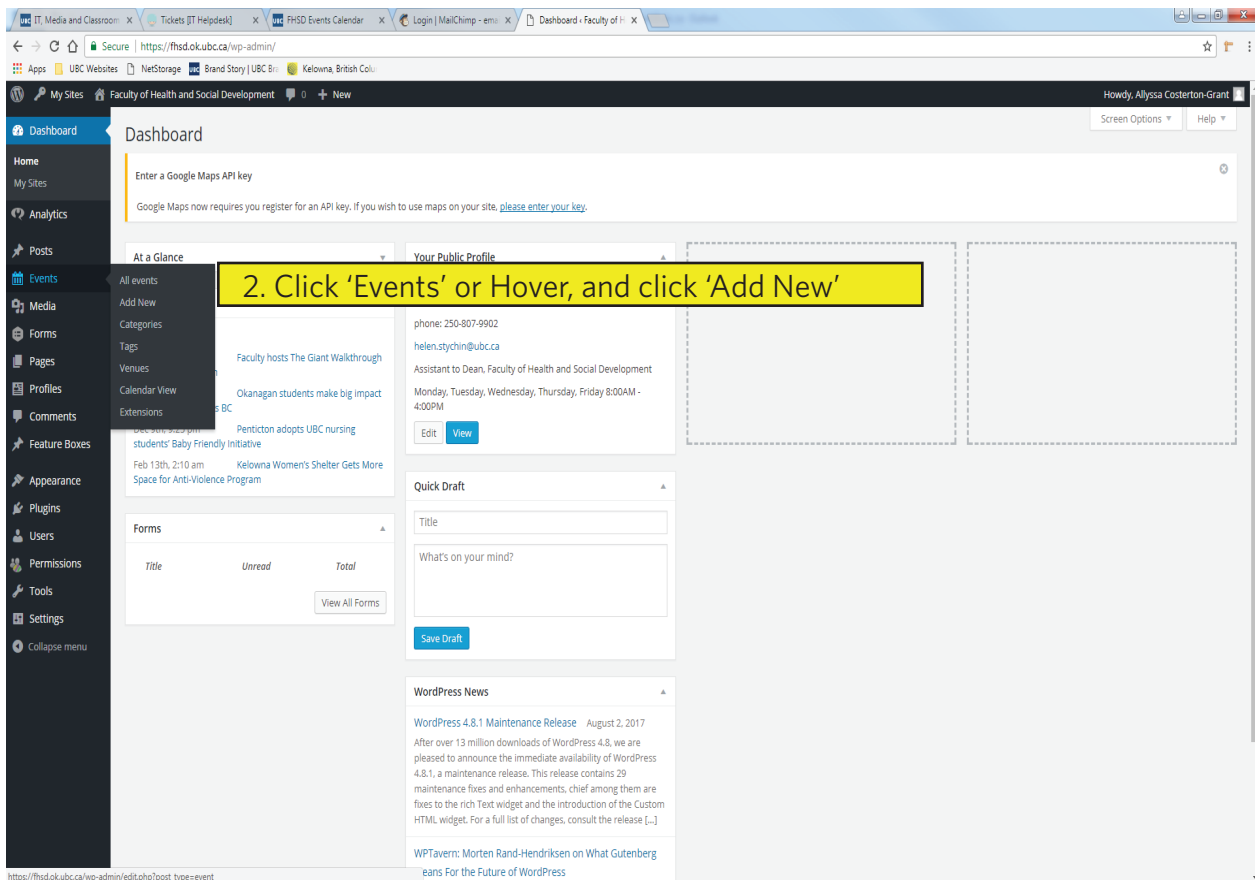 IT, Media and Classroom
Tickets [IT Helpdesk]
FHSD Events Calendar
Login | MailChimp - ema
Dashboard ‹ Faculty of H
Secure https://fhsd.ok.ubc.ca/wp-admin/
Apps UBC Websites NetStorage UBC Brand Story | UBC Br Kelowna, British Colu
My Sites Faculty of Health and Social Development 0 + New Howdy, Allyssa Costerton-Grant
Screen Options Help
Dashboard
Home
My Sites
Analytics
Posts
Events
Media
Forms
Pages
Profiles
Comments
Feature Boxes
Appearance
Plugins
Users
Permissions
Tools
Settings
Collapse menu
All events
Add New
Categories
Tags
Venues
Calendar View
Extensions
Dashboard
Enter a Google Maps API key
Google Maps now requires you register for an API key. If you wish to use maps on your site, please enter your key.
At a Glance
2. Click ‘Events’ or Hover, and click ‘Add New’
Faculty hosts The Giant Walkthrough
Okanagan students make big impact
s BC
Dec 9th, 9:25 pm Penticton adopts UBC nursing
students’ Baby Friendly Initiative
Feb 13th, 2:10 am Kelowna Women’s Shelter Gets More
Space for Anti-Violence Program
Forms
Title Unread Total
View All Forms
Your Public Profile
phone: 250-807-9902
helen.stychin@ubc.ca
Assistant to Dean, Faculty of Health and Social Development
Monday, Tuesday, Wednesday, Thursday, Friday 8:00AM -
4:00PM
Edit View
Quick Draft
Title
What's on your mind?
Save Draft
WordPress News
WordPress 4.8.1 Maintenance Release August 2, 2017
After over 13 million downloads of WordPress 4.8, we are
pleased to announce the immediate availability of WordPress
4.8.1, a maintenance release. This release contains 29
maintenance fixes and enhancements, chief among them are
fixes to the rich Text widget and the introduction of the Custom
HTML widget. For a full list of changes, consult the release […]
WPTavern: Morten Rand-Hendriksen on What Gutenberg
eans For the Future of WordPress
https://fhsd.ok.ubc.ca/wp-admin/edit.php?post_type=event